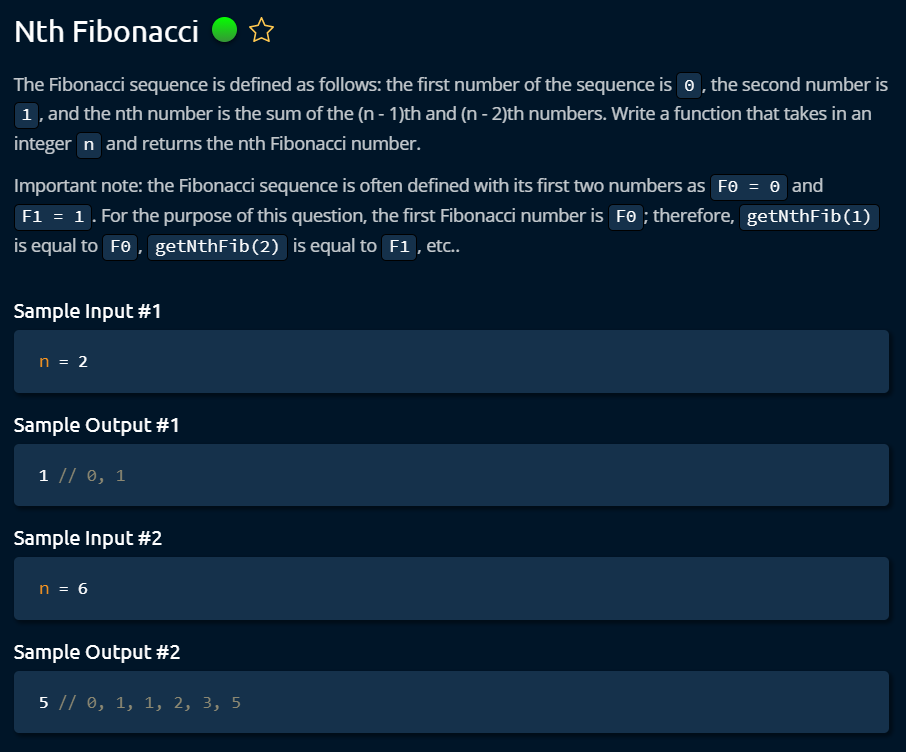 Nth Fibonacci
The Fibonacci sequence is defined as follows: the first number of the sequence is 0, the second number is
1, and the nth number is the sum of the (n - 1)th and (n - 2)th numbers. Write a function that takes in an
integer n and returns the nth Fibonacci number.
Important note: the Fibonacci sequence is often defined with its first two numbers as F0 = 0 and
F1 = 1. For the purpose of this question, the first Fibonacci number is F0; therefore, getNthFib(1)
is equal to F0, getNthFib(2) is equal to F1, etc..
Sample Input #1
n = 2
Sample Output #1
1 // 0, 1
Sample Input #2
n = 6
Sample Output #2
5 // 0, 1, 1, 2, 3, 5